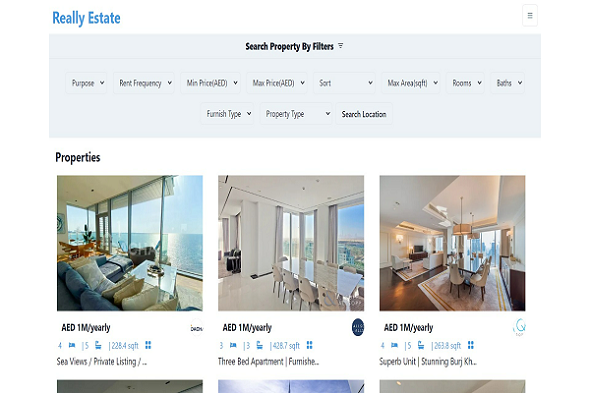 Really Estate
Search Property By Filters
Purpose Rent Frequency Min Price(AED) Max Price(AED) Sort Max Area(sqft) Rooms Baths
Furnish Type Property Type Search Location
Properties
AED 1M/yearly AED 1M/yearly AED 1M/yearly
4 | 5 | 228.4 sqft 3 | 3 | 428.7 sqft 4 | 5 | 263.8 sqft
Sea Views / Private Listing / ... Three Bed Apartment | Furnishe... Superb Unit | Stunning Burj Kh...